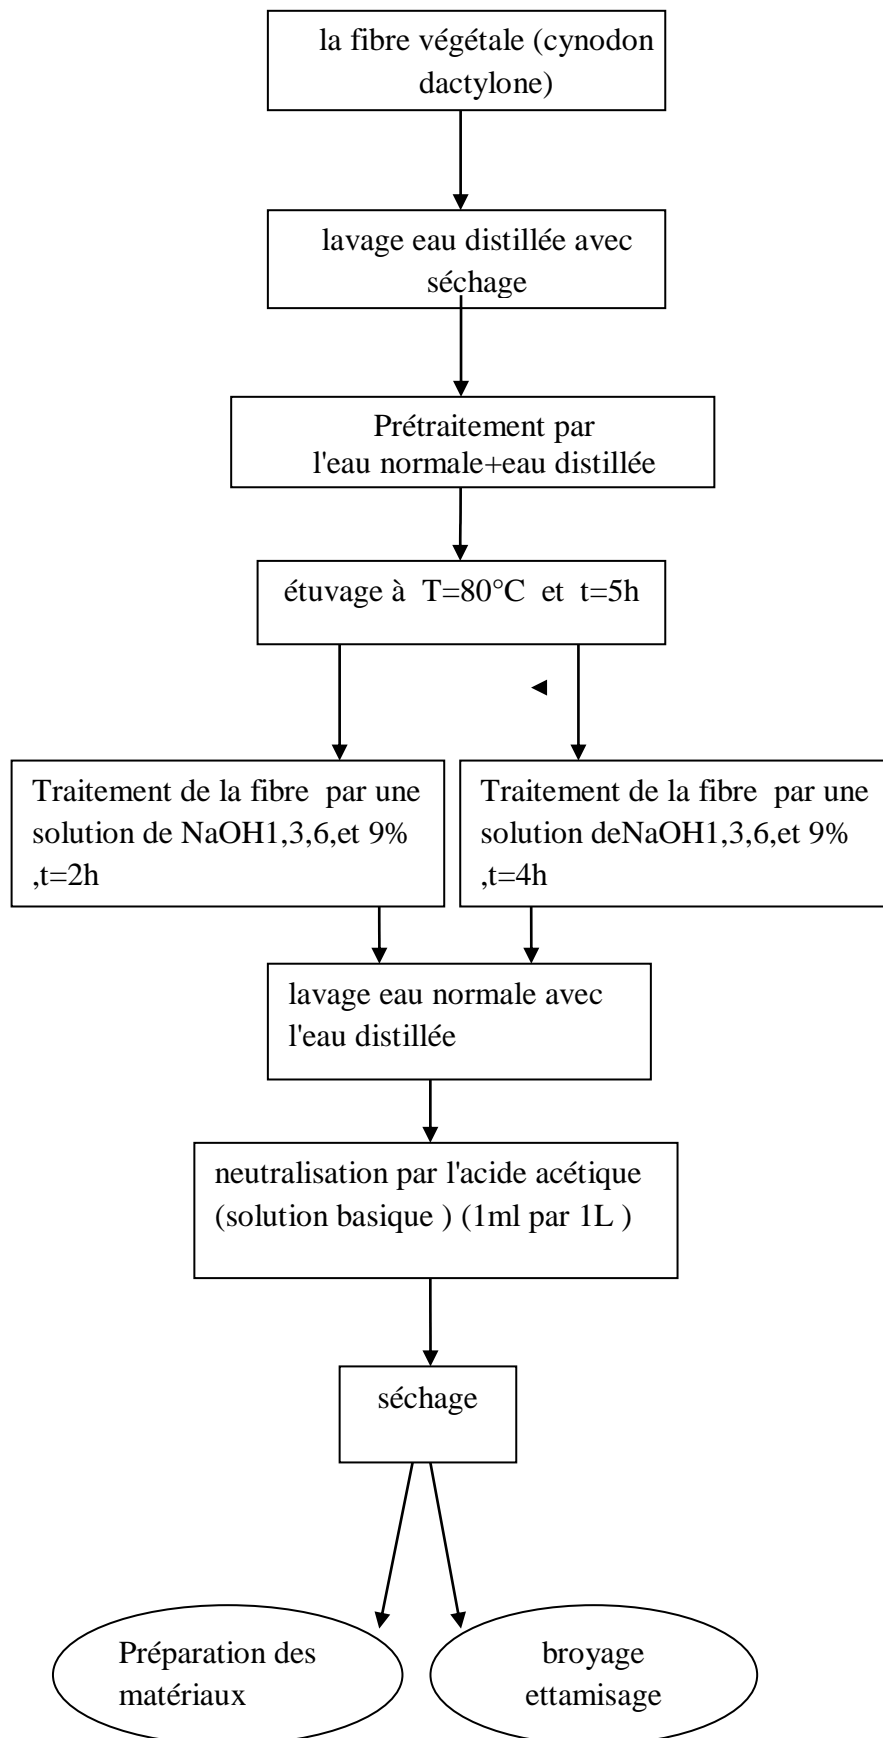 la fibre végétale (cynodon
dactylone)
lavage eau distillée avec
séchage
Prétraitement par
l'eau normale+eau distillée
étuvage à T=80°C et t=5h
Traitement de la fibre par une
solution de NaOH1,3,6,et 9%
,t=2h
Traitement de la fibre par une
solution deNaOH1,3,6,et 9%
,t=4h
lavage eau normale avec
l'eau distillée
neutralisation par l'acide acétique
(solution basique ) (1ml par 1L )
séchage
Préparation des
matériaux
broyage
ettamisage